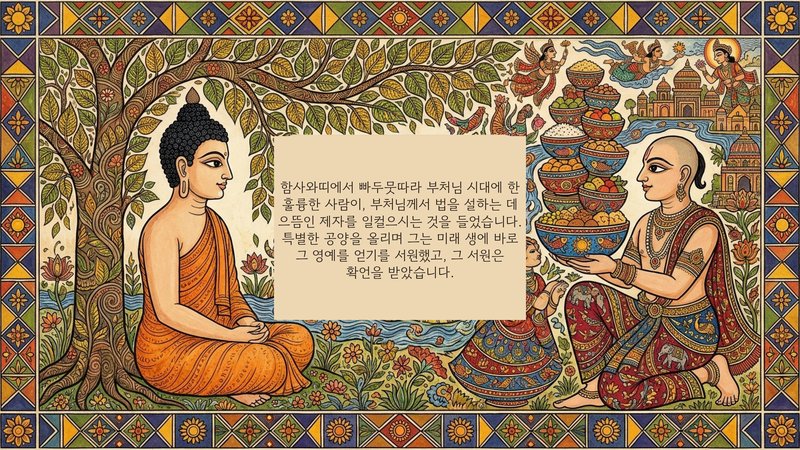 함사와띠에서 빠두뭇따라 부처님 시대에 한
훌륭한 사람이, 부처님께서 법을 설하는 데
으뜸인 제자를 일컬으시는 것을 들었습니다.
특별한 공양을 올리며 그는 미래 생에 바로
그 영예를 얻기를 서원했고, 그 서원은
확언을 받았습니다.